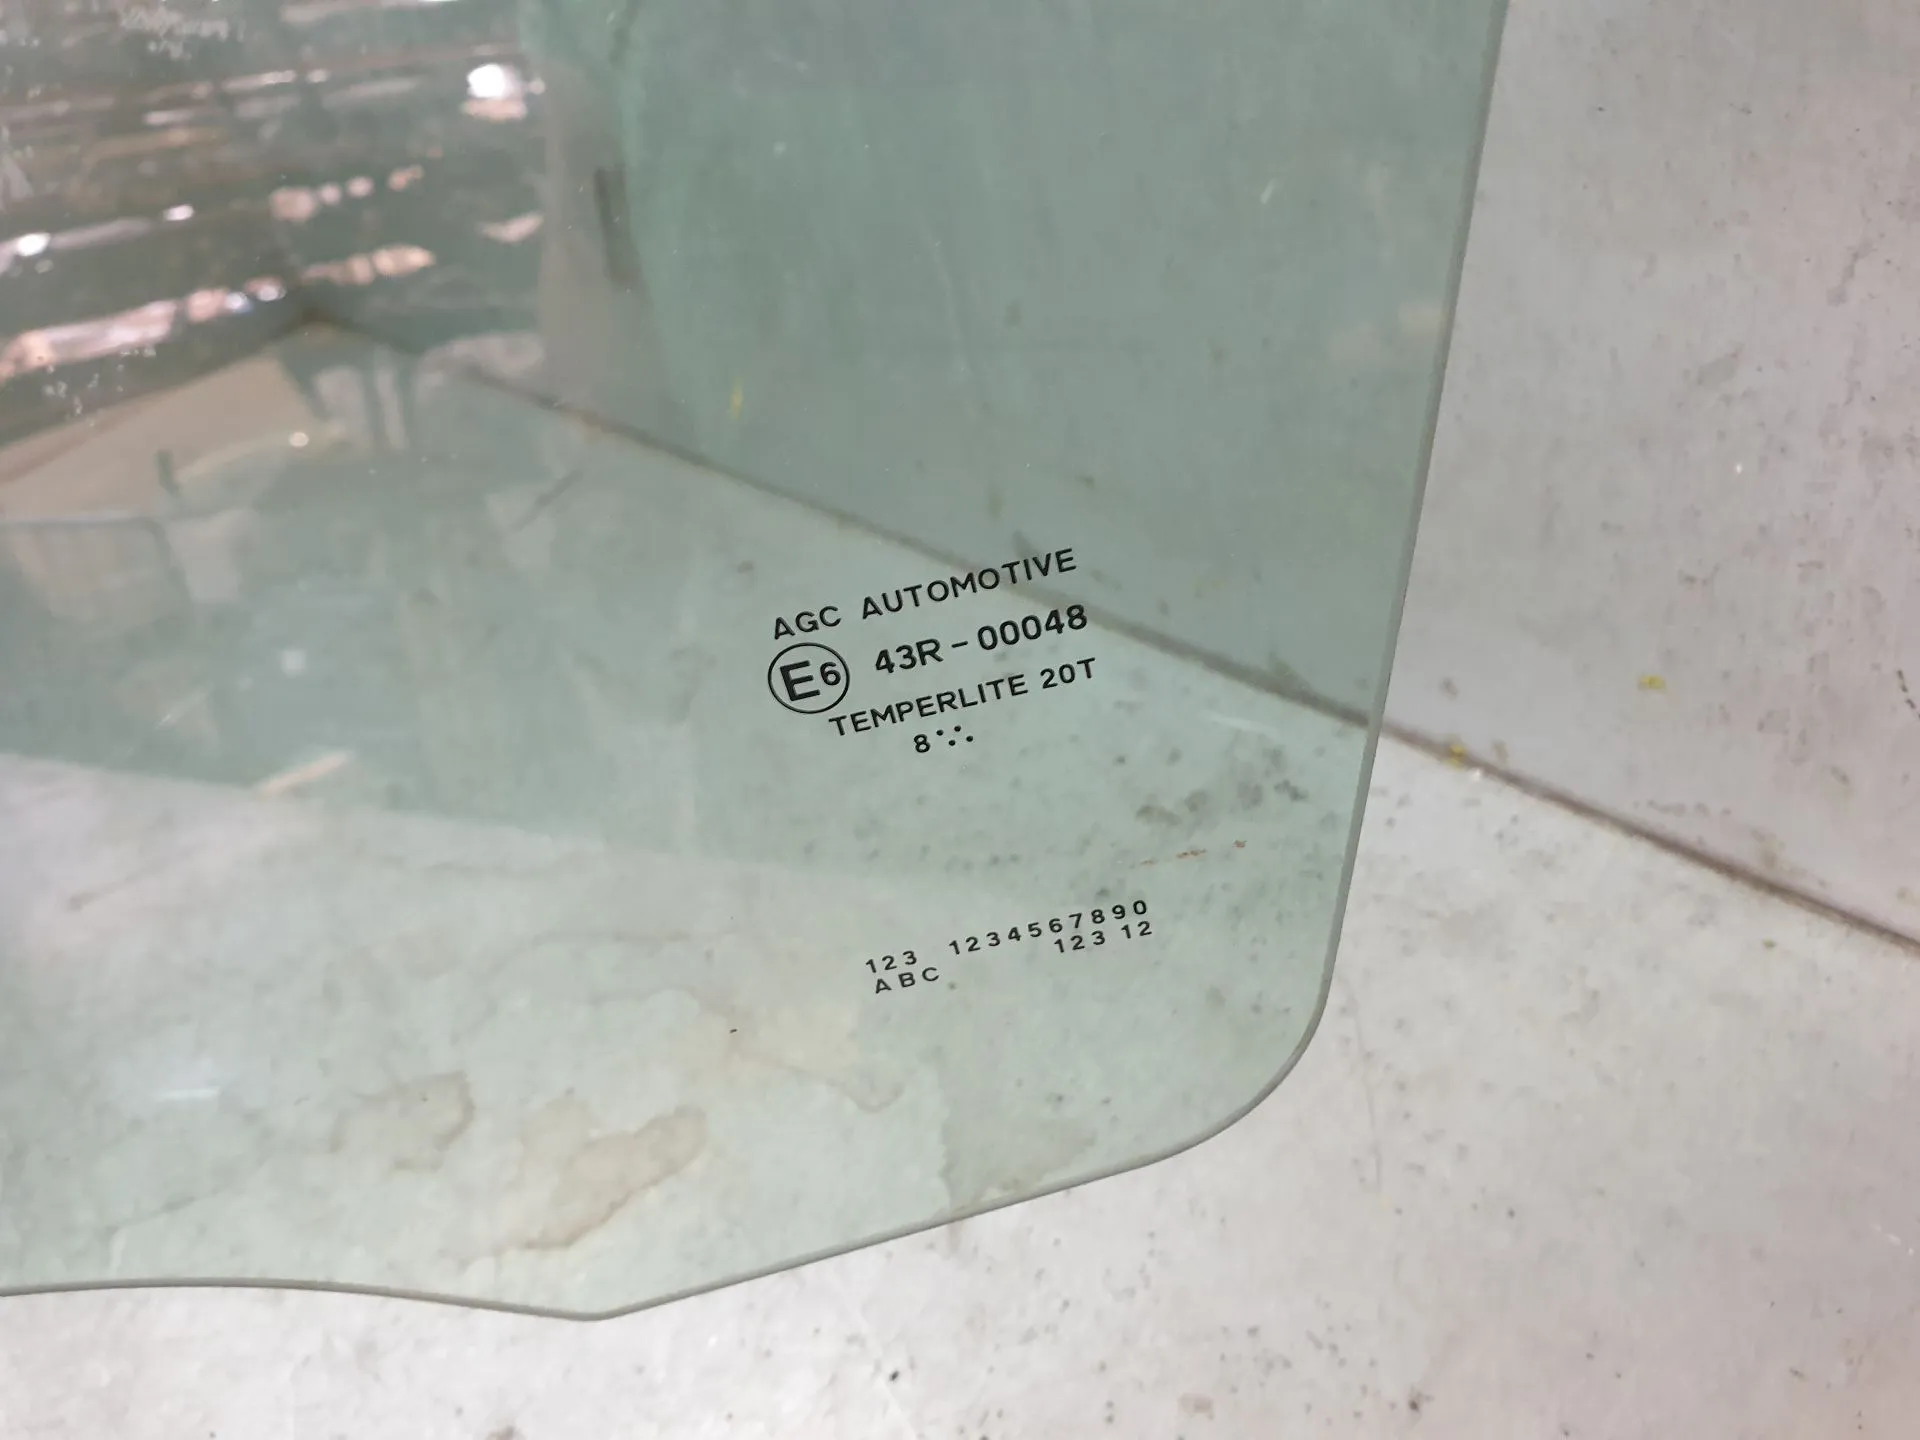 AGC AUTOMOTIVE
E6 43R-00048
TEMPERLITE 20T
8 ∵.
123 1234567890
ABC 123 12